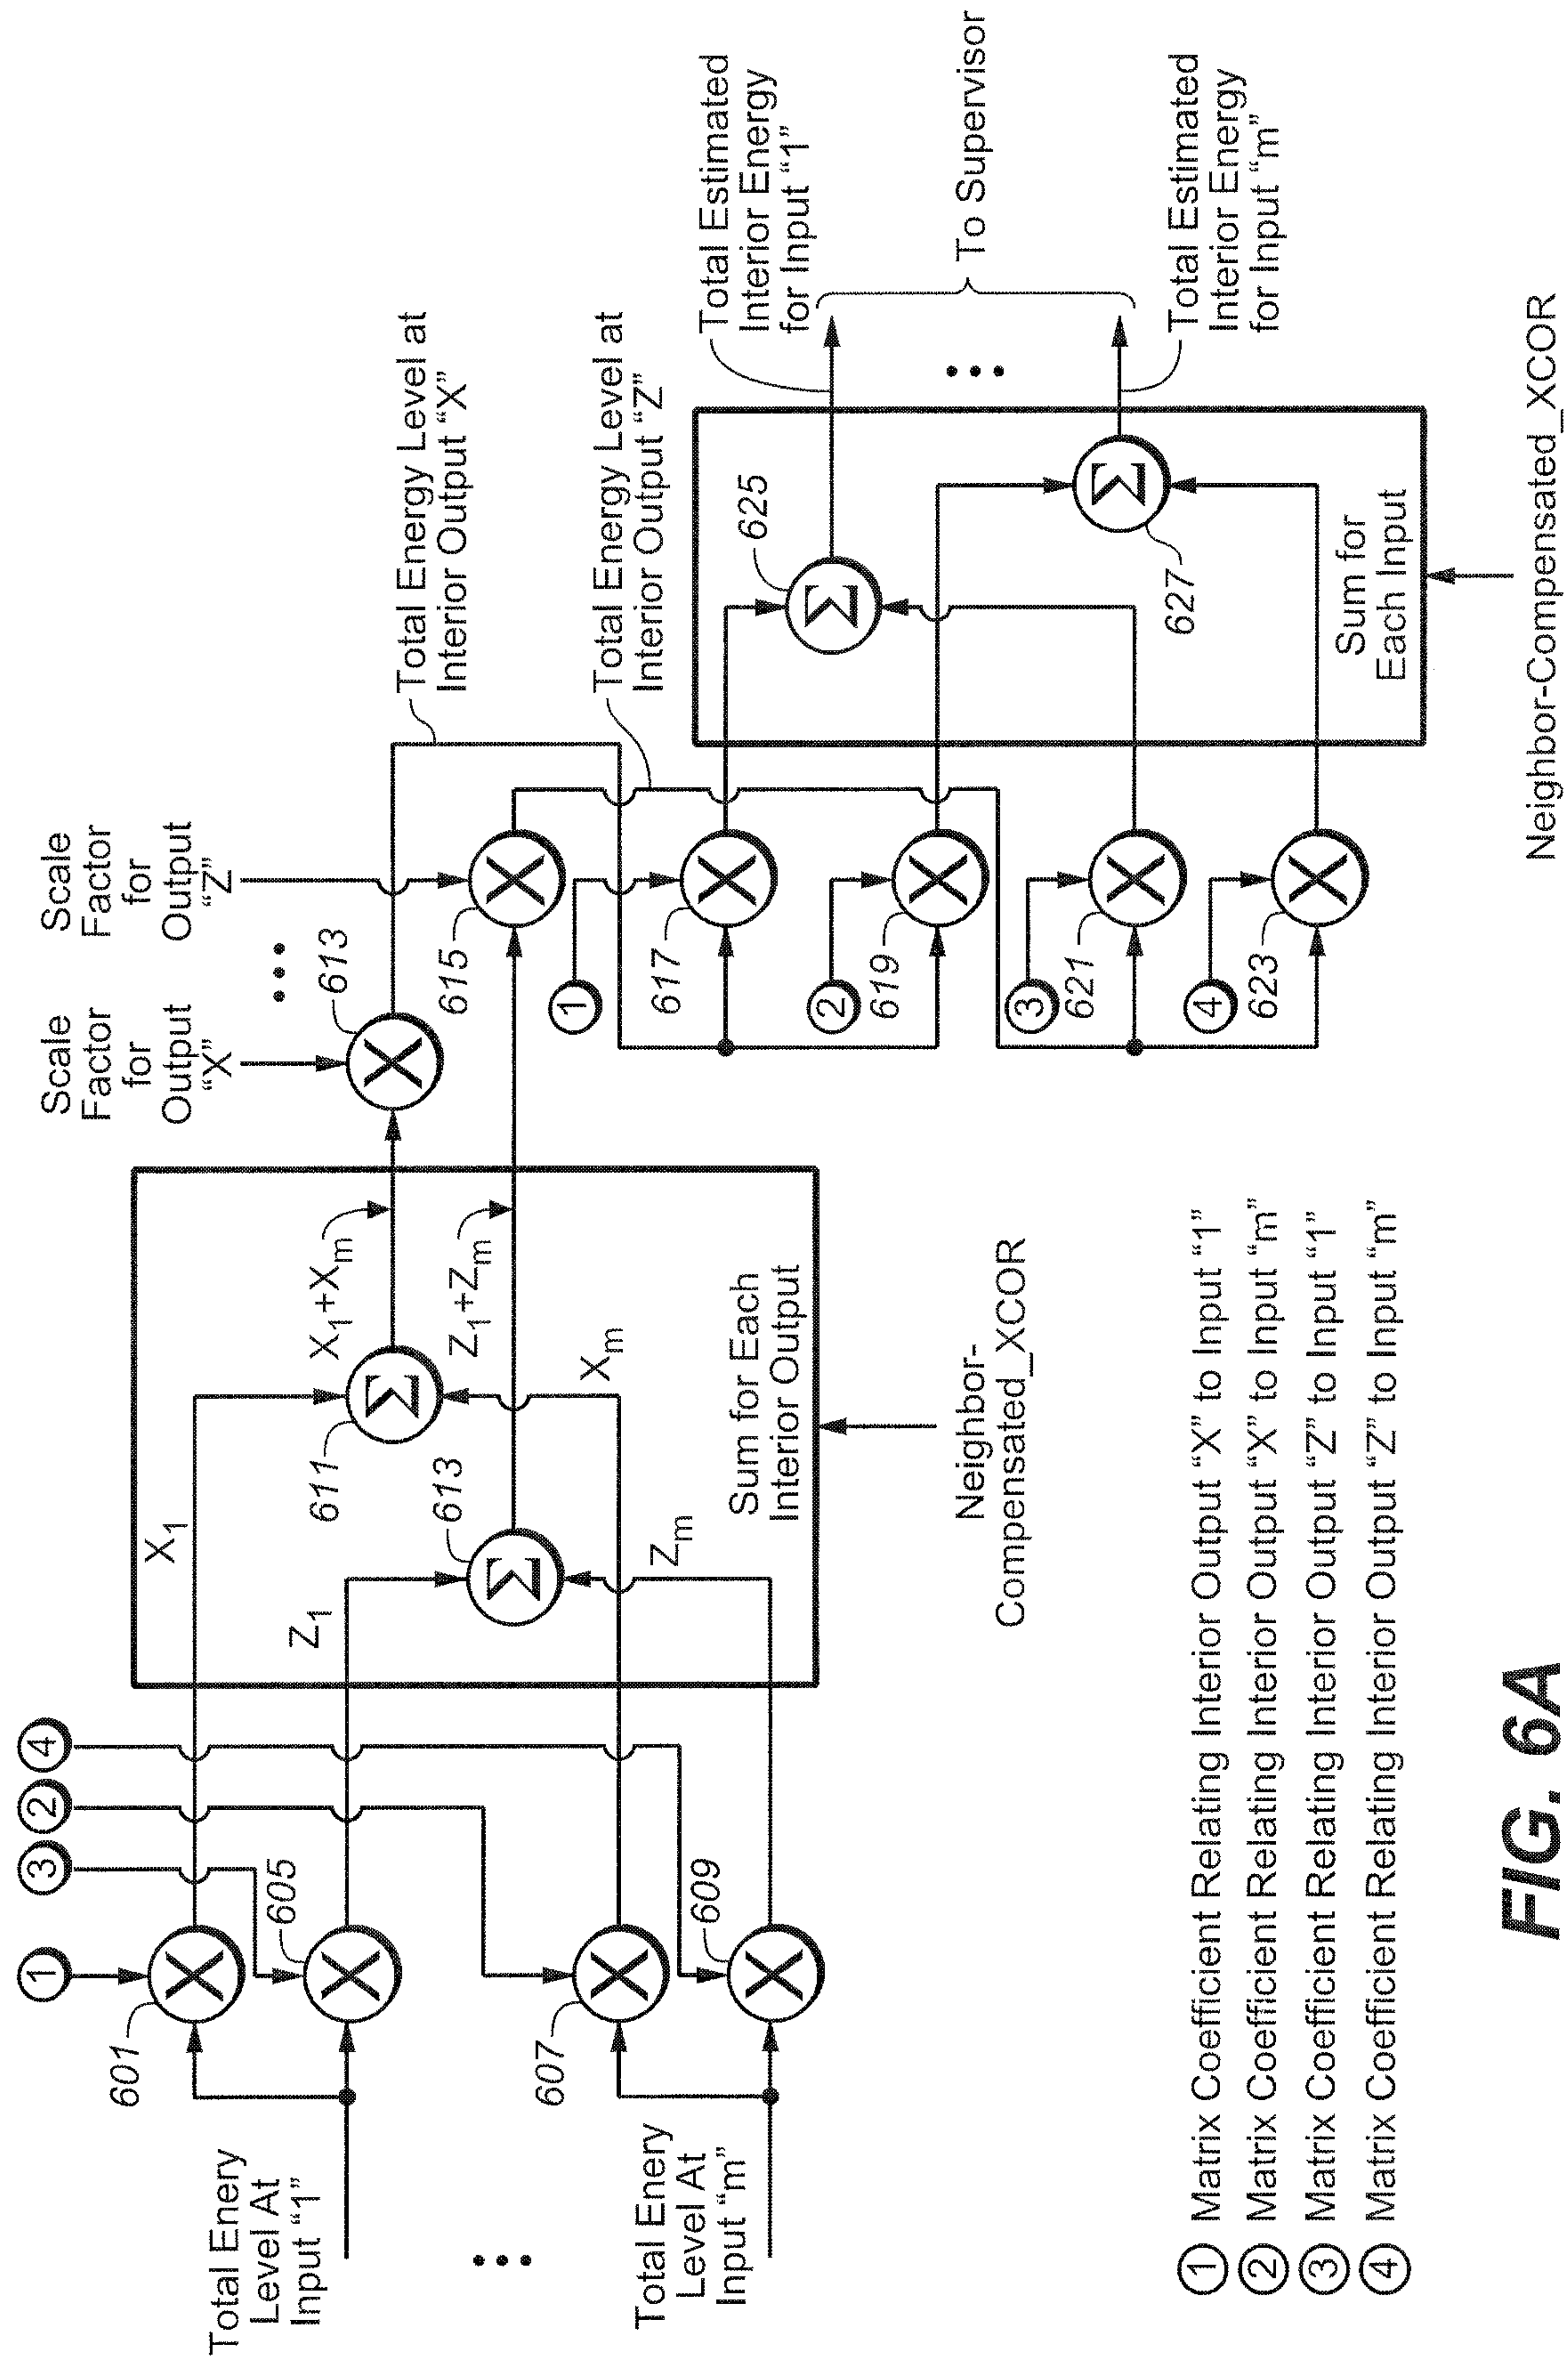 Total Enery
Level At
Input “1”
Total Enery
Level At
Input “m”
1
3
2
4
601
605
607
609
X1
Z1
Xm
Zm
611
613
X1+Xm
Z1+Zm
Sum for Each
Interior Output
Neighbor-
Compensated_XCOR
Scale
Factor
for
Output
“X”
Scale
Factor
for
Output
“Z”
613
615
1
617
2
619
3
621
4
623
Total Energy Level at
Interior Output “X”
Total Energy Level at
Interior Output “Z”
625
627
Sum for
Each Input
Neighbor-Compensated_XCOR
Total Estimated
Interior Energy
for Input “1”
To Supervisor
Total Estimated
Interior Energy
for Input “m”
1 Matrix Coefficient Relating Interior Output “X” to Input “1”
2 Matrix Coefficient Relating Interior Output “X” to Input “m”
3 Matrix Coefficient Relating Interior Output “Z” to Input “1”
4 Matrix Coefficient Relating Interior Output “Z” to Input “m”
FIG. 6A